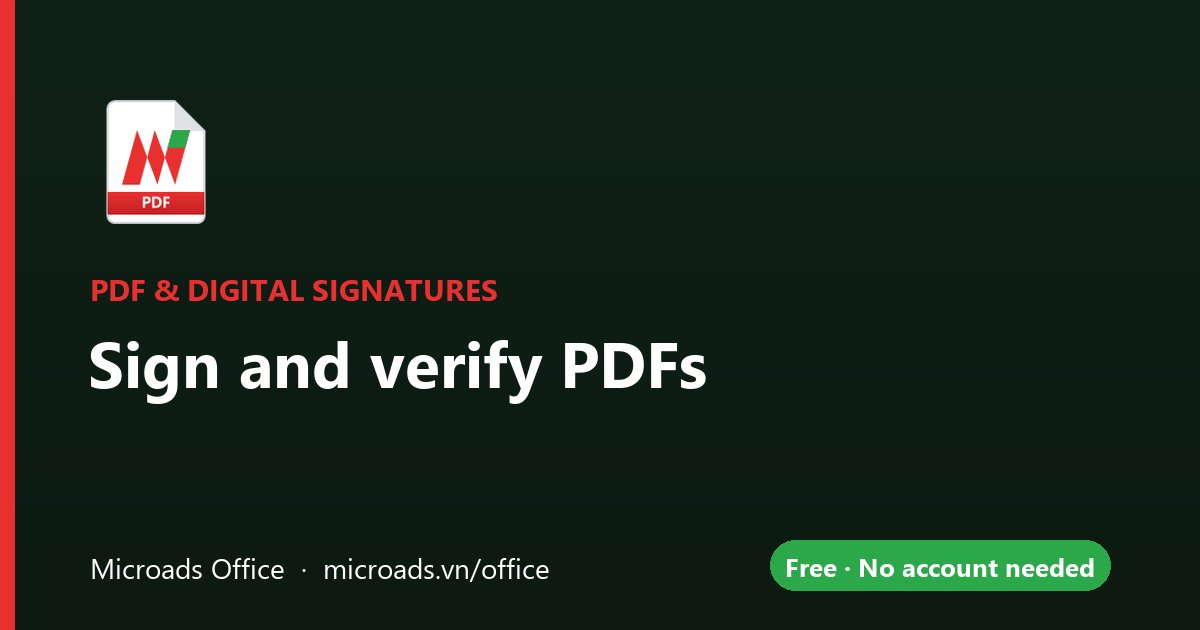 PDF
PDF & DIGITAL SIGNATURES
Sign and verify PDFs
Microads Office · microads.vn/office
Free · No account needed